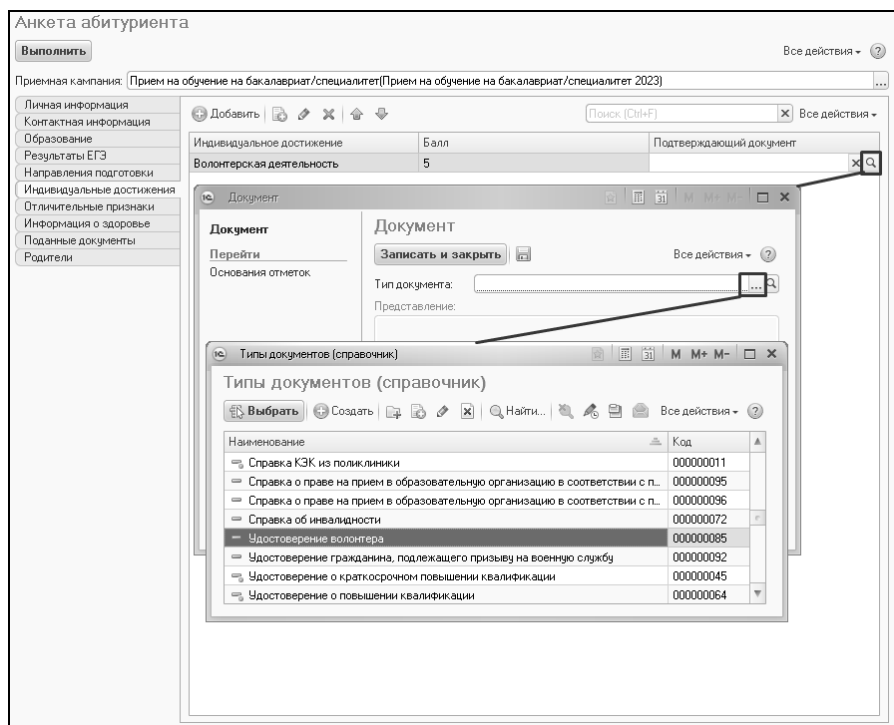 Анкета абитуриента
Выполнить
Все действия
Приемная кампания: Прием на обучение на бакалавриат/специалитет(Прием на обучение на бакалавриат/специалитет 2023) ...
Личная информация
Контактная информация
Образование
Результаты ЕГЭ
Направления подготовки
Индивидуальные достижения
Отличительные признаки
Информация о здоровье
Поданные документы
Родители
Добавить
Поиск (Ctrl+F)
Все действия
Индивидуальное достижение Балл Подтверждающий документ
Волонтерская деятельность 5
Документ
M M+ M-
Документ
Перейти
Основания отметок
Документ
Записать и закрыть
Все действия
Тип документа: ...
Представление:
Типы документов (справочник)
M M+ M-
Типы документов (справочник)
Выбрать Создать Найти... Все действия
Наименование Код
Справка КЭК из поликлиники 000000011
Справка о праве на прием в образовательную организацию в соответствии с п... 000000095
Справка о праве на прием в образовательную организацию в соответствии с п... 000000096
Справка об инвалидности 000000072
Удостоверение волонтера 000000085
Удостоверение гражданина, подлежащего призыву на военную службу 000000092
Удостоверение о краткосрочном повышении квалификации 000000045
Удостоверение о повышении квалификации 000000064